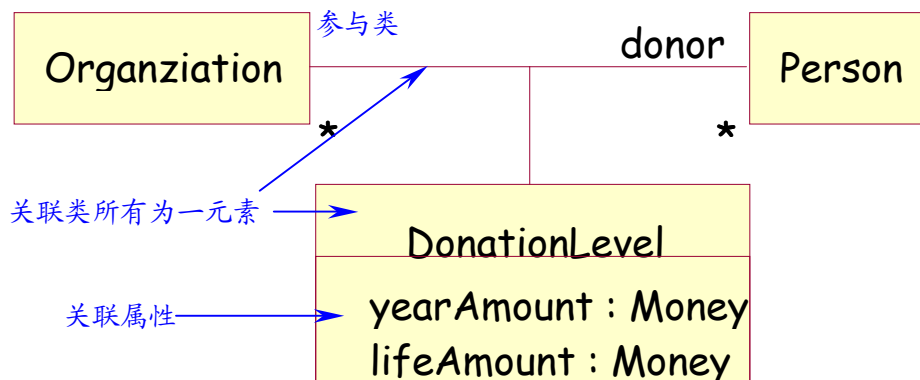 参与类
donor
Organziation
Person
*
*
关联类所有为一元素
DonationLevel
yearAmount : Money
关联属性
lifeAmount : Money